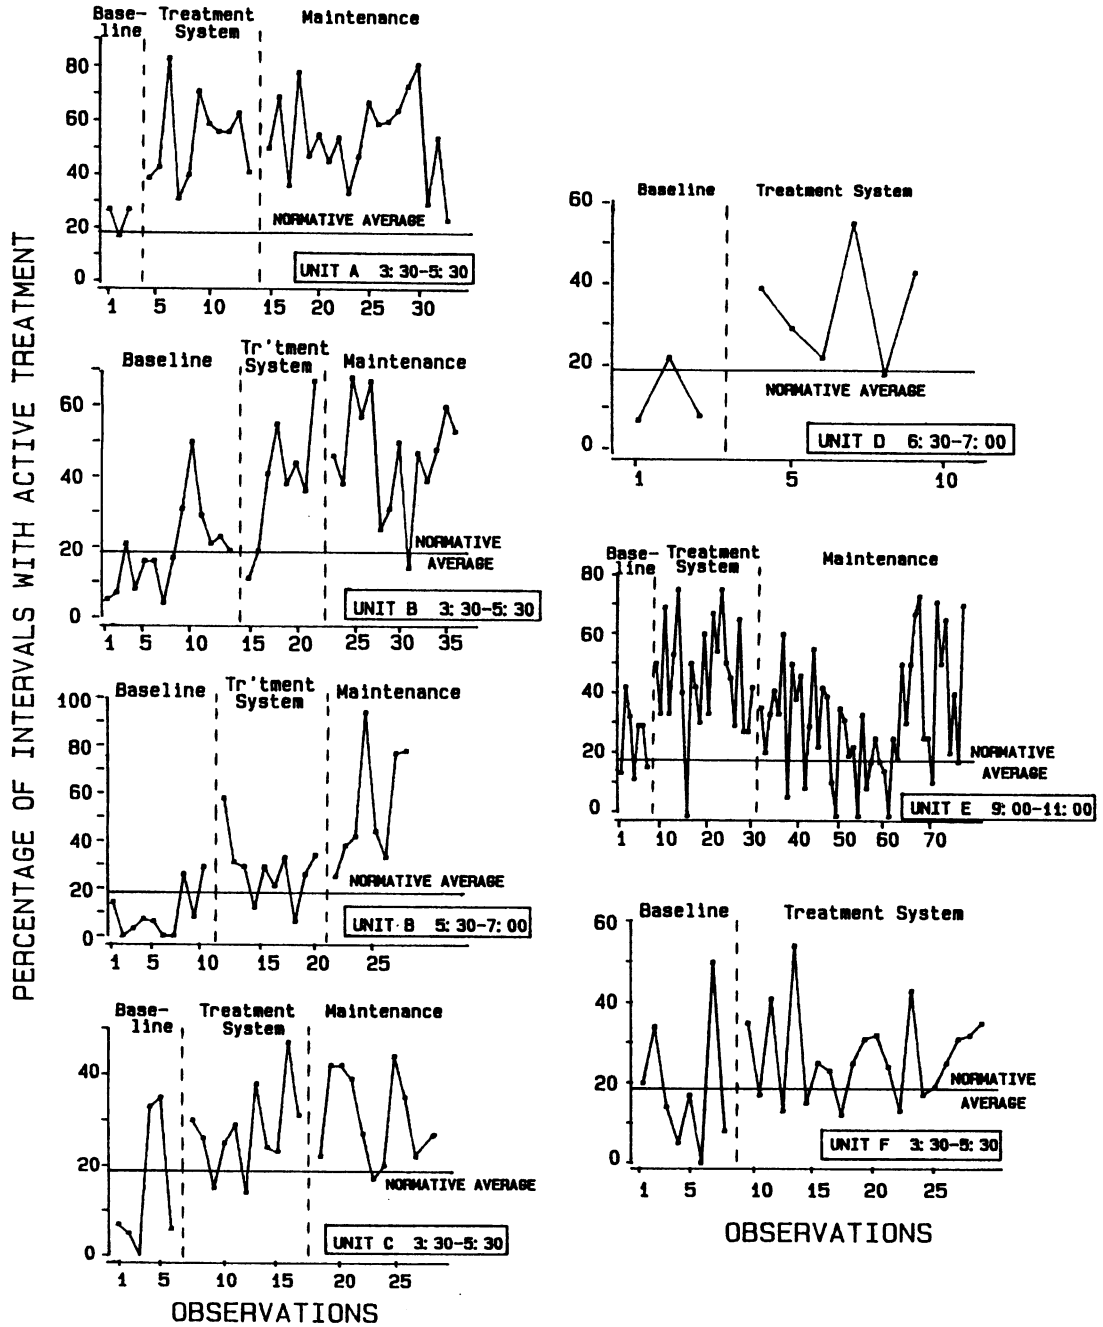 PERCENTAGE OF INTERVALS WITH ACTIVE TREATMENT
Base-
line
Treatment
System
Maintenance
80
60
40
20
0
NORMATIVE AVERAGE
UNIT A 3:30-5:30
1 5 10 15 20 25 30
Baseline
Tr'tment
System
Maintenance
60
40
20
0
NORMATIVE
AVERAGE
UNIT B 3:30-5:30
1 5 10 15 20 25 30 35
Baseline
Tr'tment
System
Maintenance
100
80
60
40
20
0
NORMATIVE AVERAGE
UNIT B 5:30-7:00
1 5 10 15 20 25
Base-
line
Treatment
System
Maintenance
40
20
0
NORMATIVE AVERAGE
UNIT C 3:30-5:30
1 5 10 15 20 25
OBSERVATIONS
Baseline
Treatment System
60
40
20
0
NORMATIVE AVERAGE
UNIT D 6:30-7:00
1 5 10
Base-
line
Treatment
System
Maintenance
80
60
40
20
0
NORMATIVE
AVERAGE
UNIT E 9:00-11:00
1 10 20 30 40 50 60 70
Baseline
Treatment System
60
40
20
0
NORMATIVE
AVERAGE
UNIT F 3:30-5:30
1 5 10 20 25
OBSERVATIONS